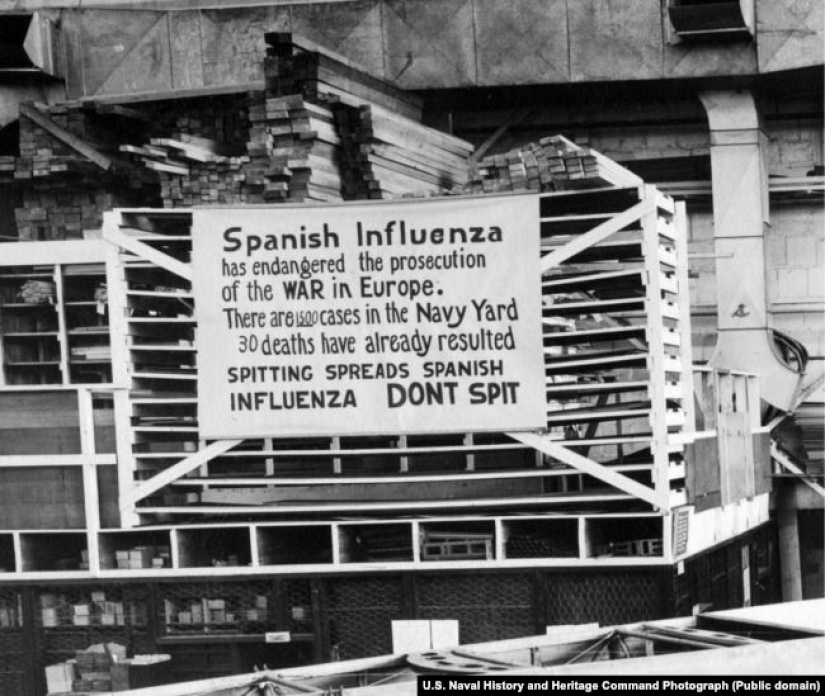 Spanish Influenza
has endangered the prosecution
of the WAR in Europe.
There are 1500 cases in the Navy Yard
30 deaths have already resulted
SPITTING SPREADS SPANISH
INFLUENZA DONT SPIT
U.S. Naval History and Heritage Command Photograph (Public domain)